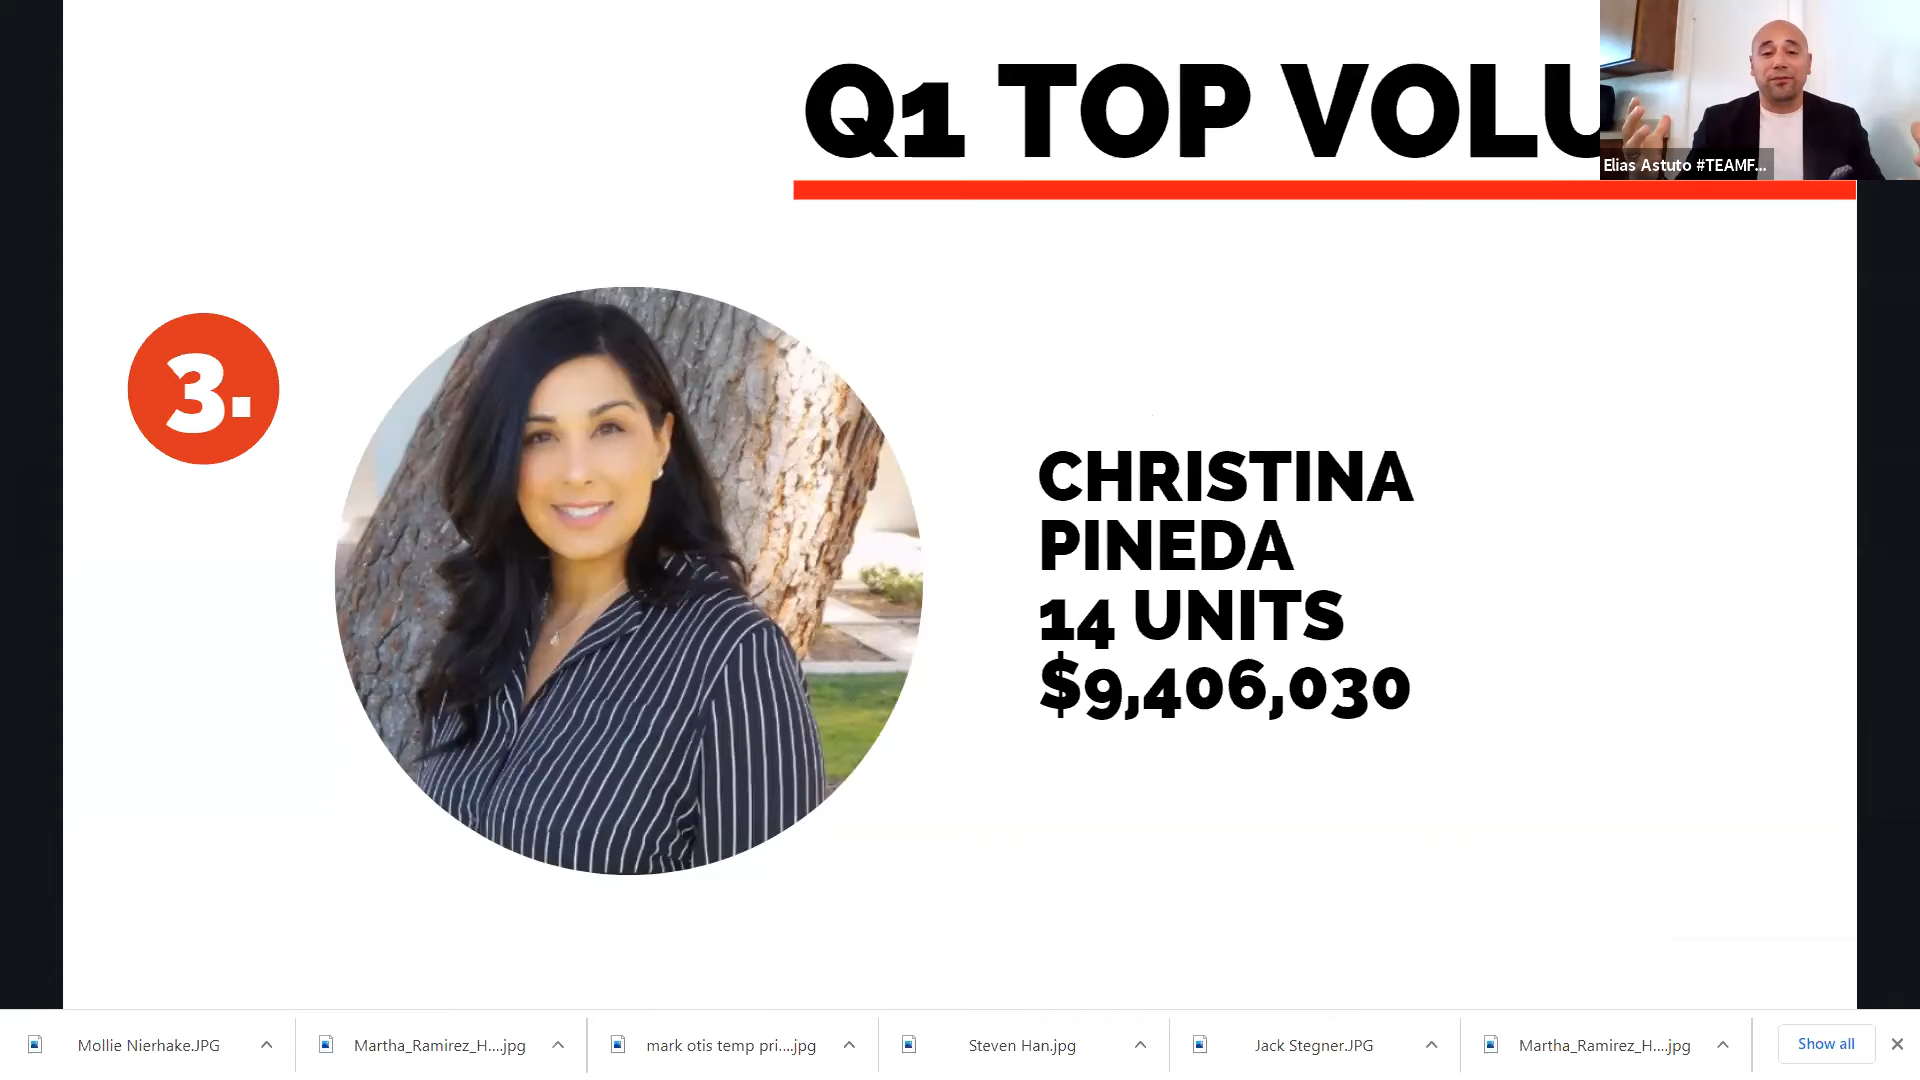 Q1 TOP VOLU
Elias Astuto #TEAMF...
3.
CHRISTINA
PINEDA
14 UNITS
$9,406,030
Mollie Nierhake.JPG
Martha_Ramirez_H....jpg
mark otis temp pri....jpg
Steven Han.jpg
Jack Stegner.JPG
Martha_Ramirez_H....jpg
Show all